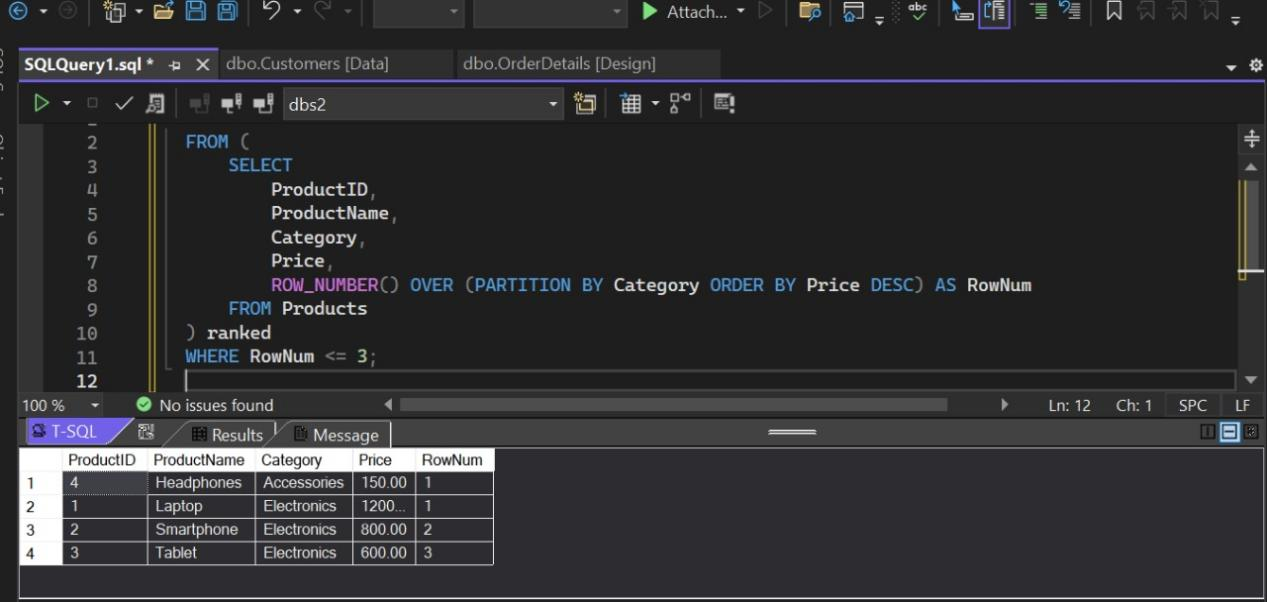 Attach...
abc
SQLQuery1.sql * dbo.Customers [Data] dbo.OrderDetails [Design]
dbs2
2 FROM (
3 SELECT
4 ProductID,
5 ProductName,
6 Category,
7 Price,
8 ROW_NUMBER() OVER (PARTITION BY Category ORDER BY Price DESC) AS RowNum
9 FROM Products
10 ) ranked
11 WHERE RowNum <= 3;
12
100 % No issues found Ln: 12 Ch: 1 SPC LF
T-SQL Results Message
ProductID ProductName Category Price RowNum
1 4 Headphones Accessories 150.00 1
2 1 Laptop Electronics 1200... 1
3 2 Smartphone Electronics 800.00 2
4 3 Tablet Electronics 600.00 3